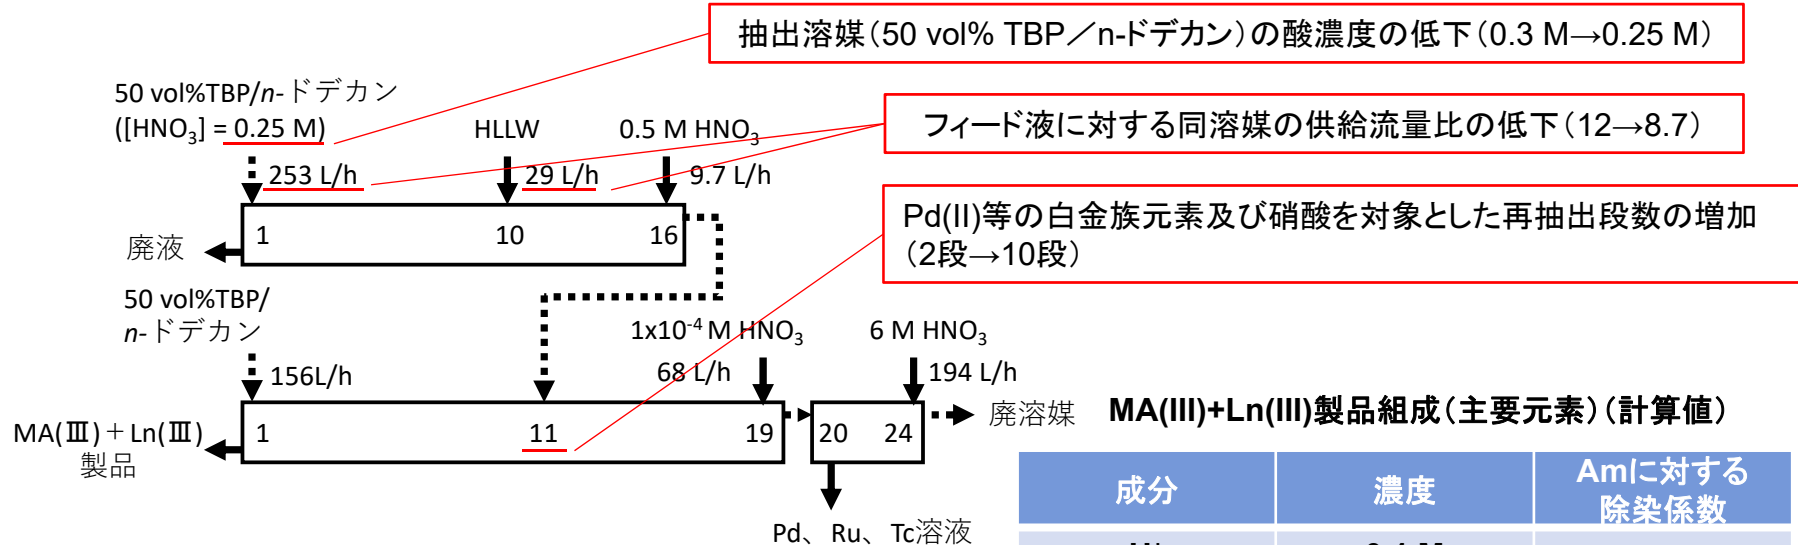 抽出溶媒（50 vol% TBP／n-ドデカン）の酸濃度の低下（0.3 M→0.25 M）
50 vol%TBP/n-ドデカン
([HNO₃] = 0.25 M)
HLLW
0.5 M HNO₃
フィード液に対する同溶媒の供給流量比の低下（12→8.7）
253 L/h
29 L/h
9.7 L/h
Pd(II)等の白金族元素及び硝酸を対象とした再抽出段数の増加
（2段→10段）
1
10
16
廃液
50 vol%TBP/
n-ドデカン
1x10⁻⁴ M HNO₃
6 M HNO₃
156L/h
68 L/h
194 L/h
MA(Ⅲ)＋Ln(Ⅲ)
製品
1
11
19
20
24
廃溶媒
Pd、Ru、Tc溶液
MA(III)+Ln(III)製品組成（主要元素）（計算値）
成分
濃度
Amに対する
除染係数